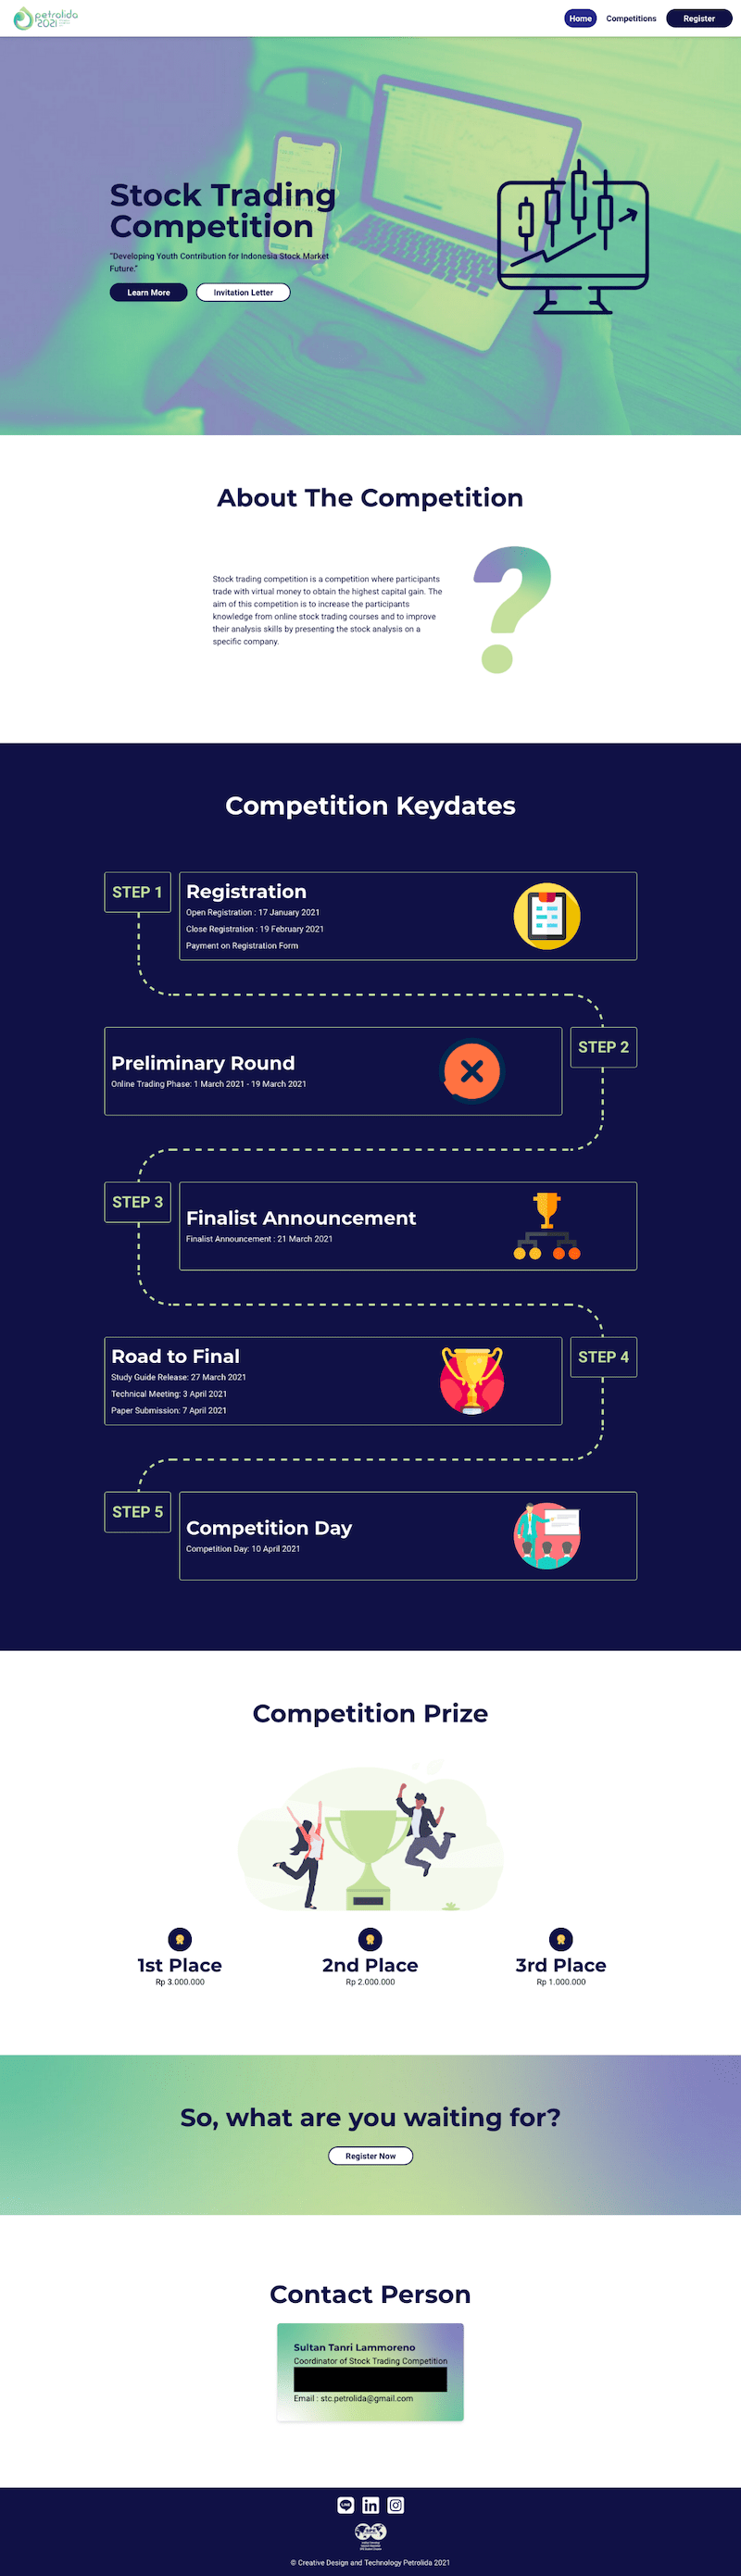 petrolida
2021
Home
Competitions
Register
Stock Trading
Competition
"Developing Youth Contribution for Indonesia Stock Market
Future."
Learn More
Invitation Letter
About The Competition
Stock trading competition is a competition where participants
trade with virtual money to obtain the highest capital gain. The
aim of this competition is to increase the participants
knowledge from online stock trading courses and to improve
their analysis skills by presenting the stock analysis on a
specific company.
Competition Keydates
STEP 1
Registration
Open Registration : 17 January 2021
Close Registration : 19 February 2021
Payment on Registration Form
STEP 2
Preliminary Round
Online Trading Phase: 1 March 2021 - 19 March 2021
STEP 3
Finalist Announcement
Finalist Announcement : 21 March 2021
STEP 4
Road to Final
Study Guide Release: 27 March 2021
Technical Meeting: 3 April 2021
Paper Submission: 7 April 2021
STEP 5
Competition Day
Competition Day: 10 April 2021
Competition Prize
1st Place
Rp 3.000.000
2nd Place
Rp 2.000.000
3rd Place
Rp 1.000.000
So, what are you waiting for?
Register Now
Contact Person
Sultan Tanri Lammoreno
Coordinator of Stock Trading Competition
Email : stc.petrolida@gmail.com
LINE
in
© Creative Design and Technology Petrolida 2021